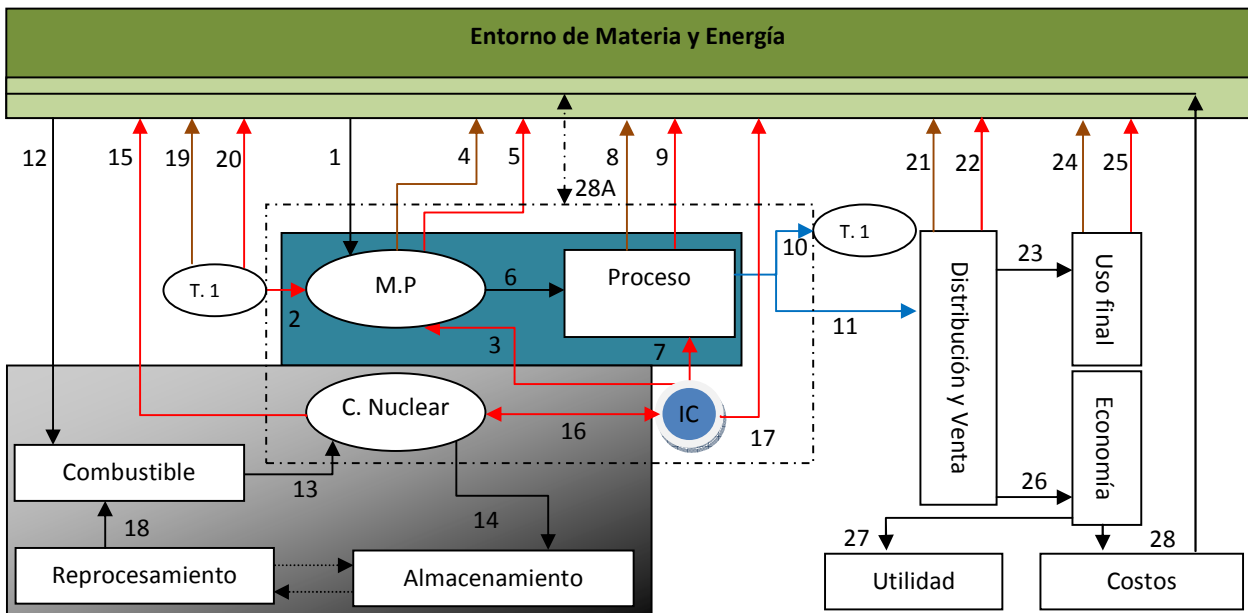 Entorno de Materia y Energía
12
15
19
20
1
4
5
8
9
21
22
24
25
28A
T. 1
T. 1
M.P
Proceso
2
6
3
7
10
11
23
Distribución y Venta
Uso final
Economía
C. Nuclear
IC
16
17
Combustible
13
14
18
26
27
28
Reprocesamiento
Almacenamiento
Utilidad
Costos